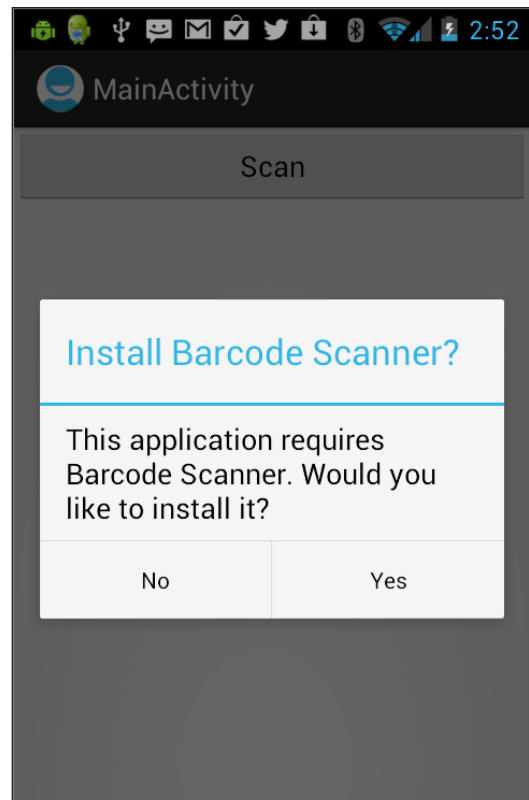 2:52
MainActivity
Scan
Install Barcode Scanner?
This application requires
Barcode Scanner. Would you
like to install it?
No
Yes